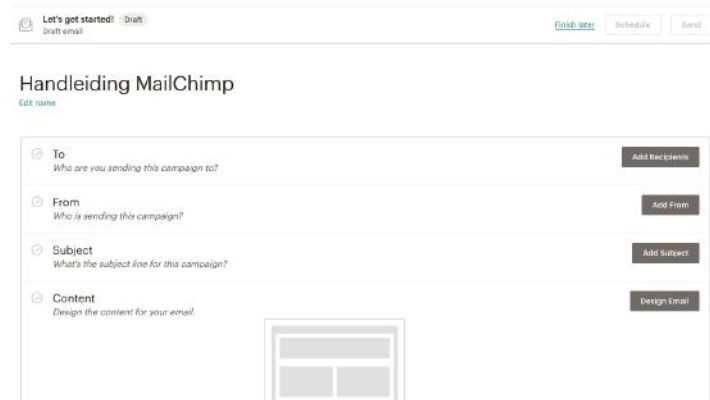 Let's get started! Draft
Draft email
Finish later Schedule Send
Handleiding MailChimp
Edit name
To
Who are you sending this campaign to?
Add Recipients
From
Who is sending this campaign?
Add From
Subject
What's the subject line for this campaign?
Add Subject
Content
Design the content for your email.
Design Email